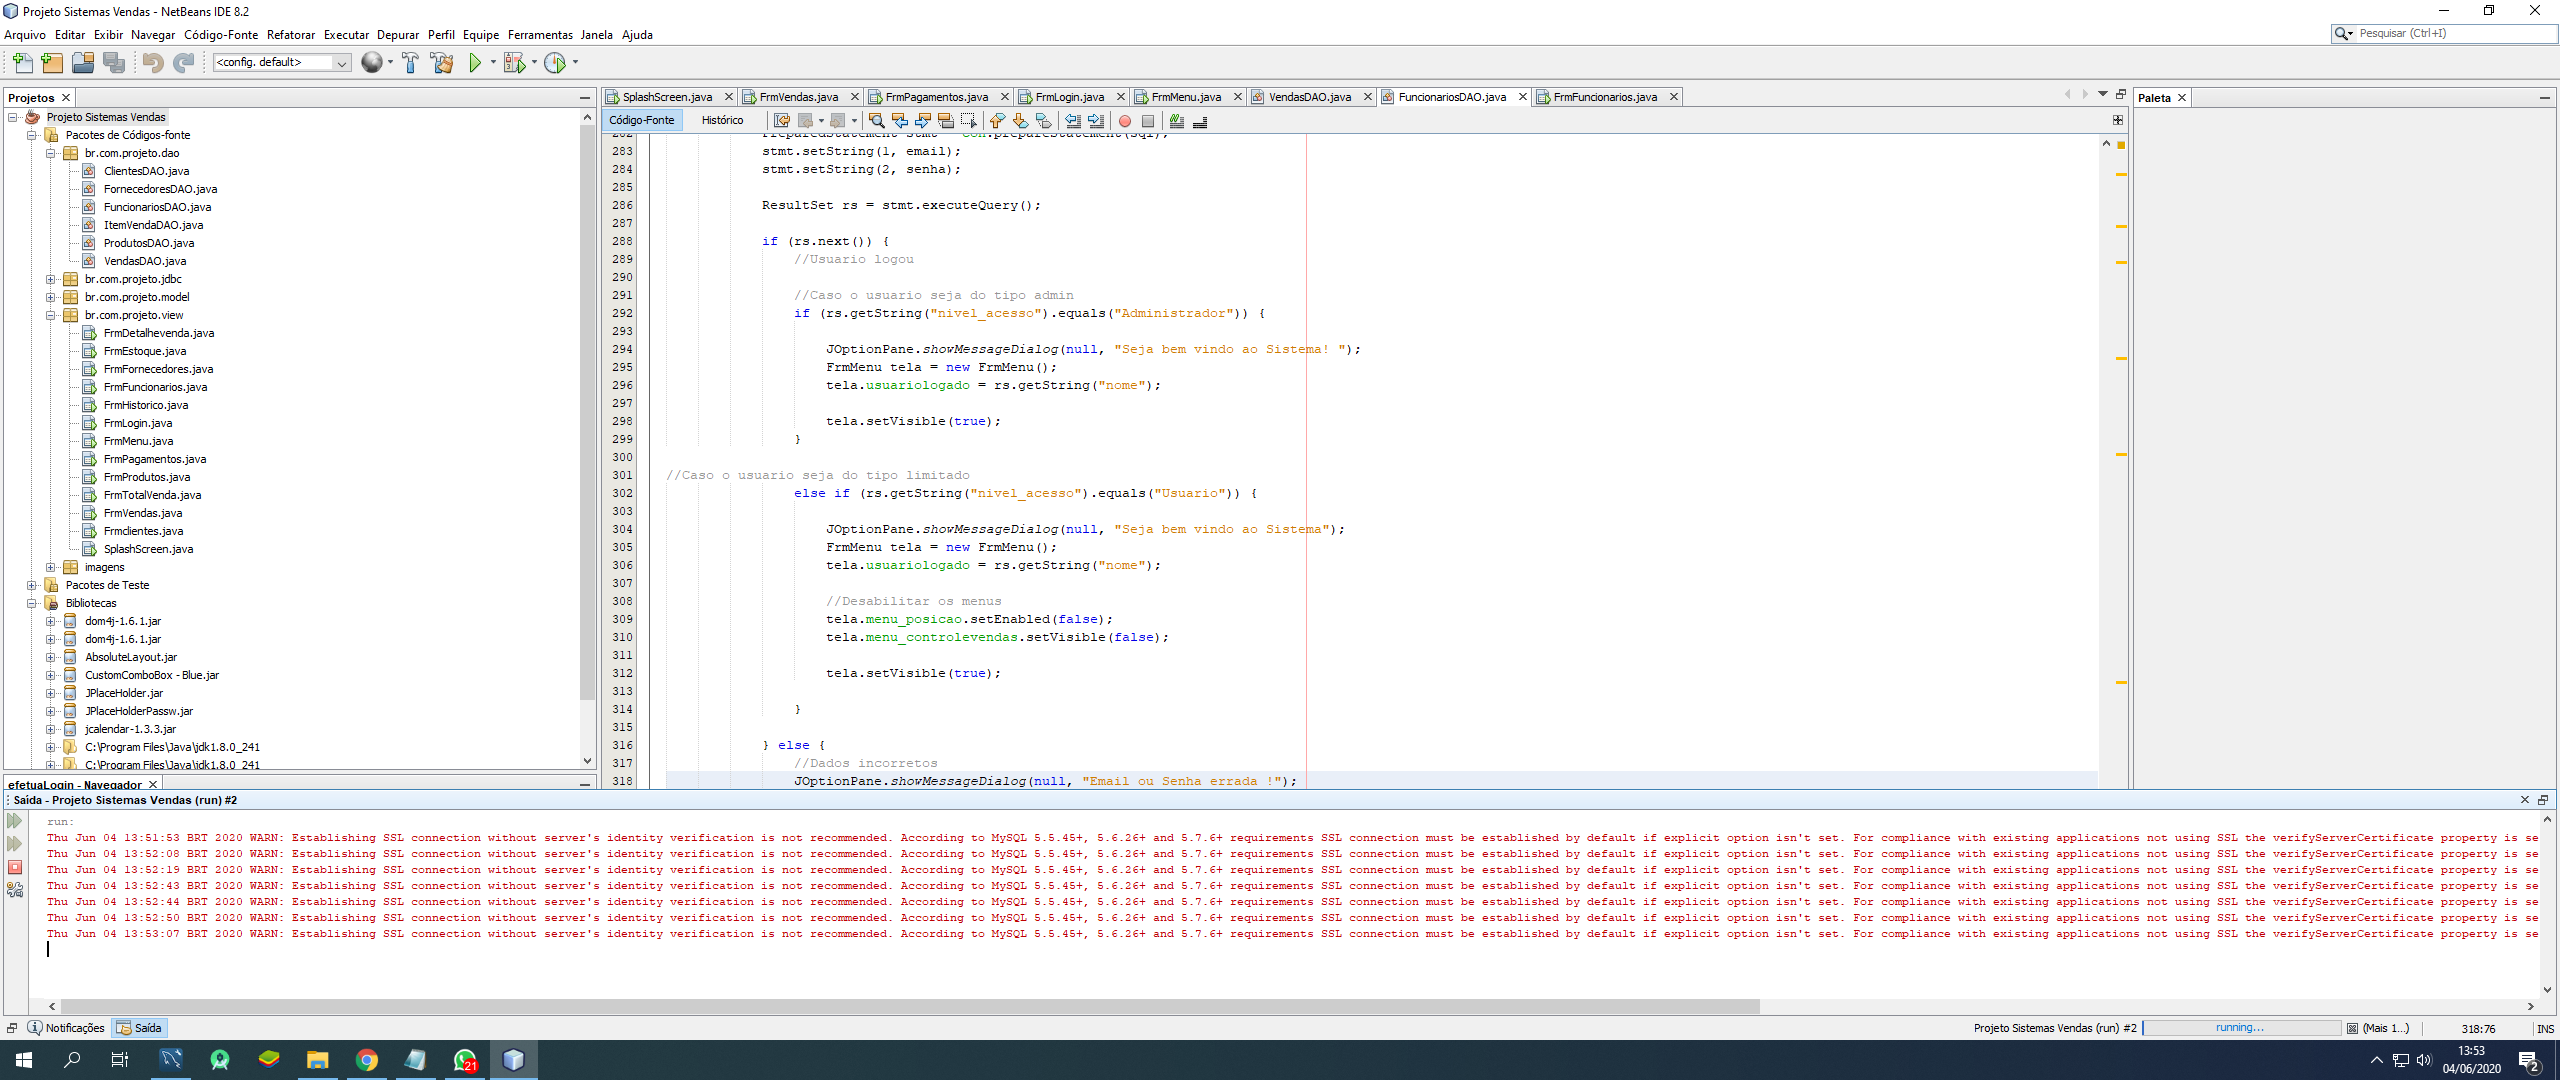 Projeto Sistemas Vendas - NetBeans IDE 8.2
Arquivo Editar Exibir Navegar Código-Fonte Refatorar Executar Depurar Perfil Equipe Ferramentas Janela Ajuda
Pesquisar (Ctrl+I)
<config. default>
Projetos
Projeto Sistemas Vendas
Pacotes de Códigos-fonte
br.com.projeto.dao
ClientesDAO.java
FornecedoresDAO.java
FuncionariosDAO.java
ItemVendaDAO.java
ProdutosDAO.java
VendasDAO.java
br.com.projeto.jdbc
br.com.projeto.model
br.com.projeto.view
FrmDetalhevenda.java
FrmEstoque.java
FrmFornecedores.java
FrmFuncionarios.java
FrmHistorico.java
FrmLogin.java
FrmMenu.java
FrmPagamentos.java
FrmProdutos.java
FrmTotalVenda.java
FrmVendas.java
Frmclientes.java
SplashScreen.java
imagens
Pacotes de Teste
Bibliotecas
dom4j-1.6.1.jar
dom4j-1.6.1.jar
AbsoluteLayout.jar
CustomComboBox - Blue.jar
JPlaceHolder.jar
JPlaceHolderPassw.jar
jcalendar-1.3.3.jar
C:\Program Files\Java\jdk1.8.0_241
C:\Program Files\Java\jdk1.8.0_241
efetuaLogin - Navegador
SplashScreen.java FrmVendas.java FrmPagamentos.java FrmLogin.java FrmMenu.java VendasDAO.java FuncionariosDAO.java FrmFuncionarios.java
Código-Fonte Histórico
282 PreparedStatement stmt = con.prepareStatement(sql);
283 stmt.setString(1, email);
284 stmt.setString(2, senha);
285
286 ResultSet rs = stmt.executeQuery();
287
288 if (rs.next()) {
289 //Usuario logou
290
291 //Caso o usuario seja do tipo admin
292 if (rs.getString("nivel_acesso").equals("Administrador")) {
293
294 JOptionPane.showMessageDialog(null, "Seja bem vindo ao Sistema! ");
295 FrmMenu tela = new FrmMenu();
296 tela.usuariologado = rs.getString("nome");
297
298 tela.setVisible(true);
299 }
300
301 //Caso o usuario seja do tipo limitado
302 else if (rs.getString("nivel_acesso").equals("Usuario")) {
303
304 JOptionPane.showMessageDialog(null, "Seja bem vindo ao Sistema");
305 FrmMenu tela = new FrmMenu();
306 tela.usuariologado = rs.getString("nome");
307
308 //Desabilitar os menus
309 tela.menu_posicao.setEnabled(false);
310 tela.menu_controlevendas.setVisible(false);
311
312 tela.setVisible(true);
313
314 }
315
316 } else {
317 //Dados incorretos
318 JOptionPane.showMessageDialog(null, "Email ou Senha errada !");
Paleta
Saída - Projeto Sistemas Vendas (run) #2
run:
Thu Jun 04 13:51:53 BRT 2020 WARN: Establishing SSL connection without server's identity verification is not recommended. According to MySQL 5.5.45+, 5.6.26+ and 5.7.6+ requirements SSL connection must be established by default if explicit option isn't set. For compliance with existing applications not using SSL the verifyServerCertificate property is se
Thu Jun 04 13:52:08 BRT 2020 WARN: Establishing SSL connection without server's identity verification is not recommended. According to MySQL 5.5.45+, 5.6.26+ and 5.7.6+ requirements SSL connection must be established by default if explicit option isn't set. For compliance with existing applications not using SSL the verifyServerCertificate property is se
Thu Jun 04 13:52:19 BRT 2020 WARN: Establishing SSL connection without server's identity verification is not recommended. According to MySQL 5.5.45+, 5.6.26+ and 5.7.6+ requirements SSL connection must be established by default if explicit option isn't set. For compliance with existing applications not using SSL the verifyServerCertificate property is se
Thu Jun 04 13:52:43 BRT 2020 WARN: Establishing SSL connection without server's identity verification is not recommended. According to MySQL 5.5.45+, 5.6.26+ and 5.7.6+ requirements SSL connection must be established by default if explicit option isn't set. For compliance with existing applications not using SSL the verifyServerCertificate property is se
Thu Jun 04 13:52:44 BRT 2020 WARN: Establishing SSL connection without server's identity verification is not recommended. According to MySQL 5.5.45+, 5.6.26+ and 5.7.6+ requirements SSL connection must be established by default if explicit option isn't set. For compliance with existing applications not using SSL the verifyServerCertificate property is se
Thu Jun 04 13:52:50 BRT 2020 WARN: Establishing SSL connection without server's identity verification is not recommended. According to MySQL 5.5.45+, 5.6.26+ and 5.7.6+ requirements SSL connection must be established by default if explicit option isn't set. For compliance with existing applications not using SSL the verifyServerCertificate property is se
Thu Jun 04 13:53:07 BRT 2020 WARN: Establishing SSL connection without server's identity verification is not recommended. According to MySQL 5.5.45+, 5.6.26+ and 5.7.6+ requirements SSL connection must be established by default if explicit option isn't set. For compliance with existing applications not using SSL the verifyServerCertificate property is se
Notificações Saída
Projeto Sistemas Vendas (run) #2 running... (Mais 1...) 318:76 INS
21
13:53
04/06/2020
2